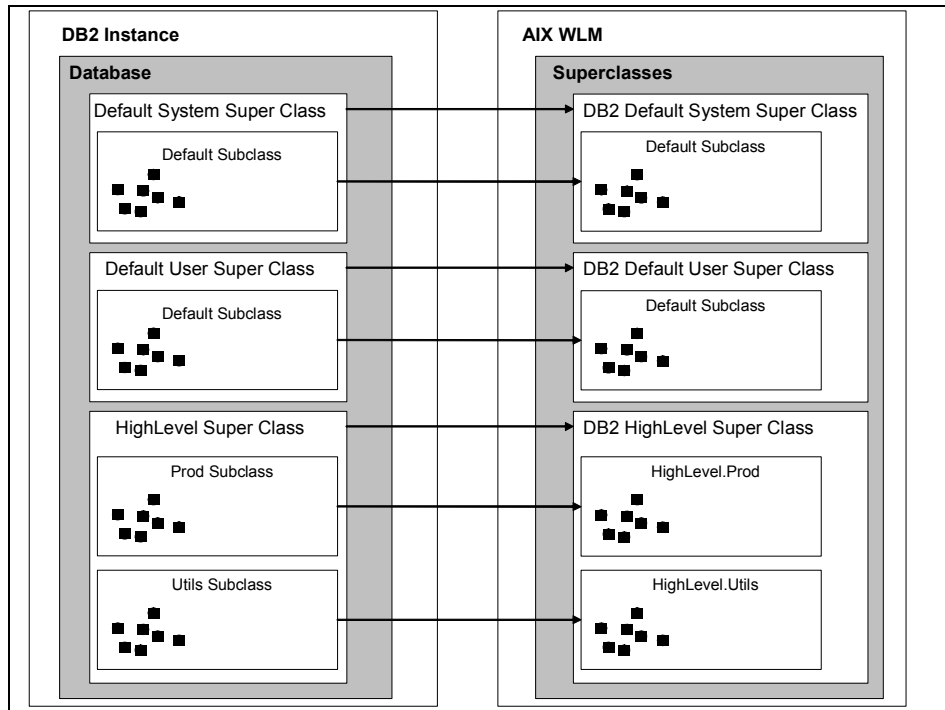 DB2 Instance
Database
Default System Super Class
Default Subclass
Default User Super Class
Default Subclass
HighLevel Super Class
Prod Subclass
Utils Subclass
AIX WLM
Superclasses
DB2 Default System Super Class
Default Subclass
DB2 Default User Super Class
Default Subclass
DB2 HighLevel Super Class
HighLevel.Prod
HighLevel.Utils